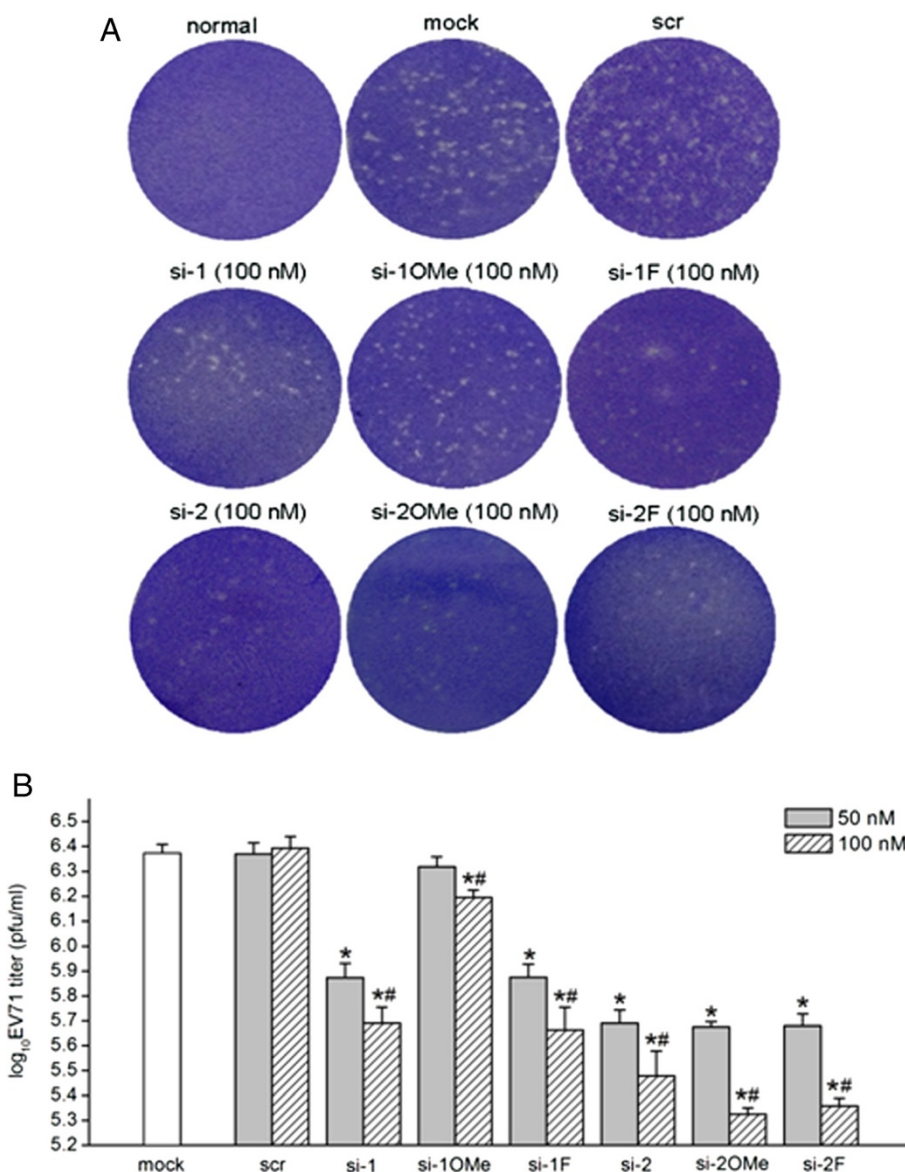 A
normal mock scr
si-1 (100 nM) si-1OMe (100 nM) si-1F (100 nM)
si-2 (100 nM) si-2OMe (100 nM) si-2F (100 nM)
B
log10EV71 titer (pfu/ml)
6.5
6.4
6.3
6.2
6.1
6.0
5.9
5.8
5.7
5.6
5.5
5.4
5.3
5.2
50 nM
100 nM
* *# *# * *# * *# * *# * *#
mock scr si-1 si-1OMe si-1F si-2 si-2OMe si-2F